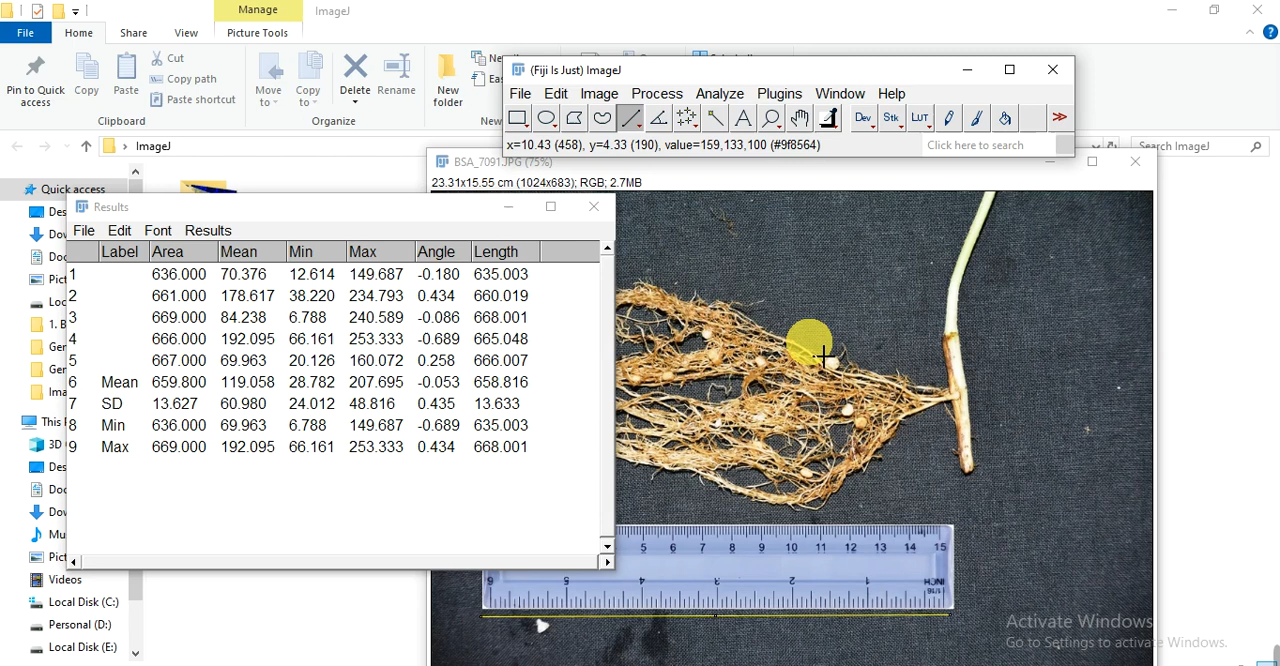 Manage
ImageJ
File
Home
Share
View
Picture Tools
Pin to Quick access
Copy
Paste
Cut
Copy path
Paste shortcut
Clipboard
Move to
Copy to
Delete
Rename
Organize
New folder
New
ImageJ
Search ImageJ
(Fiji Is Just) ImageJ
File Edit Image Process Analyze Plugins Window Help
Dev Stk LUT
x=10.43 (458), y=4.33 (190), value=159,133,100 (#9f8564)
Click here to search
BSA_7091.JPG (75%)
23.31x15.55 cm (1024x683); RGB; 2.7MB
Quick access
Videos
Local Disk (C:)
Personal (D:)
Local Disk (E:)
Results
File Edit Font Results
Label Area Mean Min Max Angle Length
1 636.000 70.376 12.614 149.687 -0.180 635.003
2 661.000 178.617 38.220 234.793 0.434 660.019
3 669.000 84.238 6.788 240.589 -0.086 668.001
4 666.000 192.095 66.161 253.333 -0.689 665.048
5 667.000 69.963 20.126 160.072 0.258 666.007
6 Mean 659.800 119.058 28.782 207.695 -0.053 658.816
7 SD 13.627 60.980 24.012 48.816 0.435 13.633
8 Min 636.000 69.963 6.788 149.687 -0.689 635.003
9 Max 669.000 192.095 66.161 253.333 0.434 668.001
5 6 7 8 9 10 11 12 13 14 15
6 5 4 3 2 1 INCH
1/16
Activate Windows
Go to Settings to activate Windows.